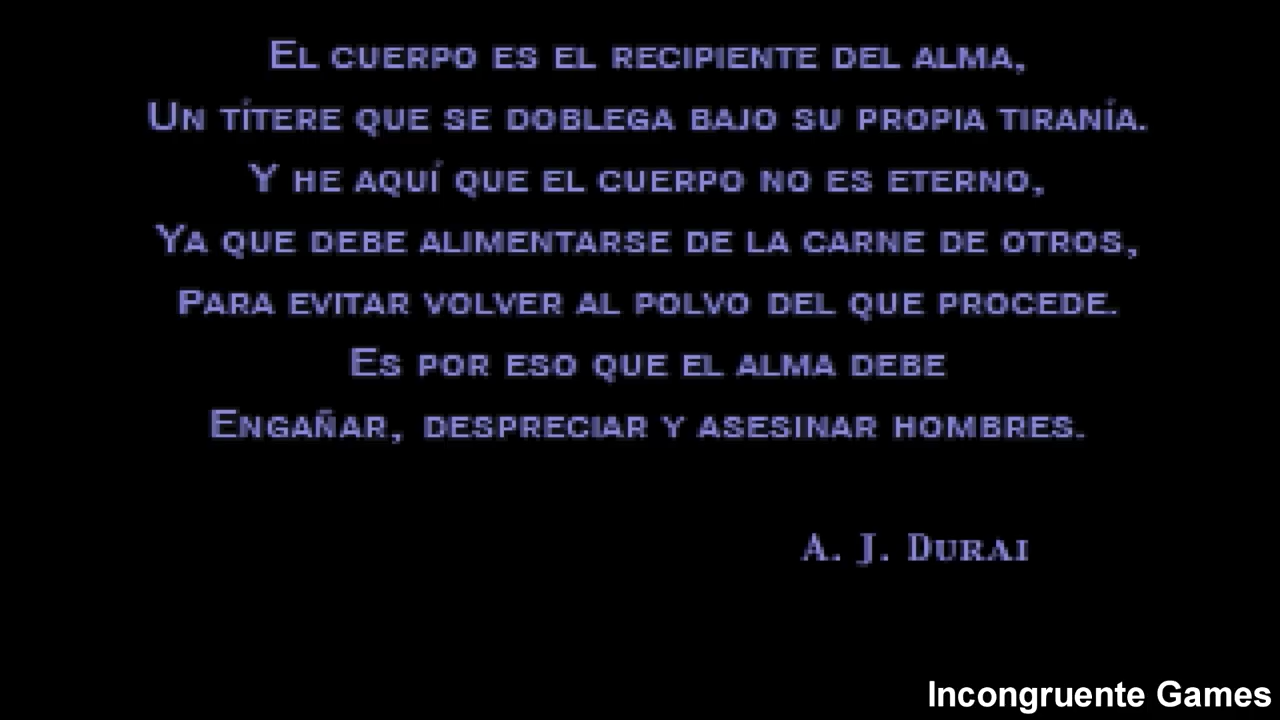 El cuerpo es el recipiente del alma,
Un títere que se doblega bajo su propia tiranía.
Y he aquí que el cuerpo no es eterno,
Ya que debe alimentarse de la carne de otros,
Para evitar volver al polvo del que procede.
Es por eso que el alma debe
Engañar, despreciar y asesinar hombres.
A. J. Durai
Incongruente Games